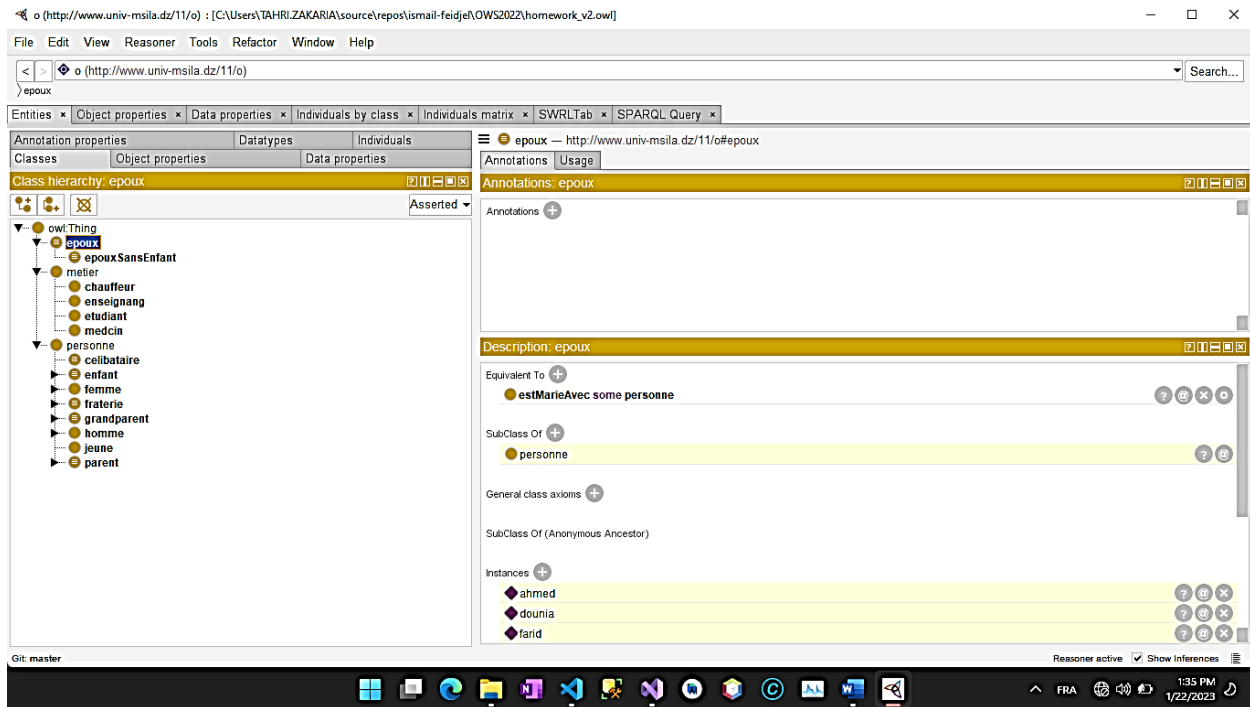 o (http://www.univ-msila.dz/11/o) : [C:\Users\TAHRI.ZAKARIA\source\repos\ismail-feidjel\OWS2022\homework_v2.owl]
File Edit View Reasoner Tools Refactor Window Help
< > o (http://www.univ-msila.dz/11/o) Search...
epoux
Entities × Object properties × Data properties × Individuals by class × Individuals matrix × SWRLTab × SPARQL Query ×
Annotation properties Datatypes Individuals
Classes Object properties Data properties
Class hierarchy: epoux
Asserted
owl:Thing
epoux
epouxSansEnfant
metier
chauffeur
enseignang
etudiant
medcin
personne
celibataire
enfant
femme
fraterie
grandparent
homme
jeune
parent
epoux — http://www.univ-msila.dz/11/o#epoux
Annotations Usage
Annotations: epoux
Annotations
Description: epoux
Equivalent To
estMarieAvec some personne
SubClass Of
personne
General class axioms
SubClass Of (Anonymous Ancestor)
Instances
ahmed
dounia
farid
Git: master
Reasoner active Show Inferences
FRA
1:35 PM
1/22/2023